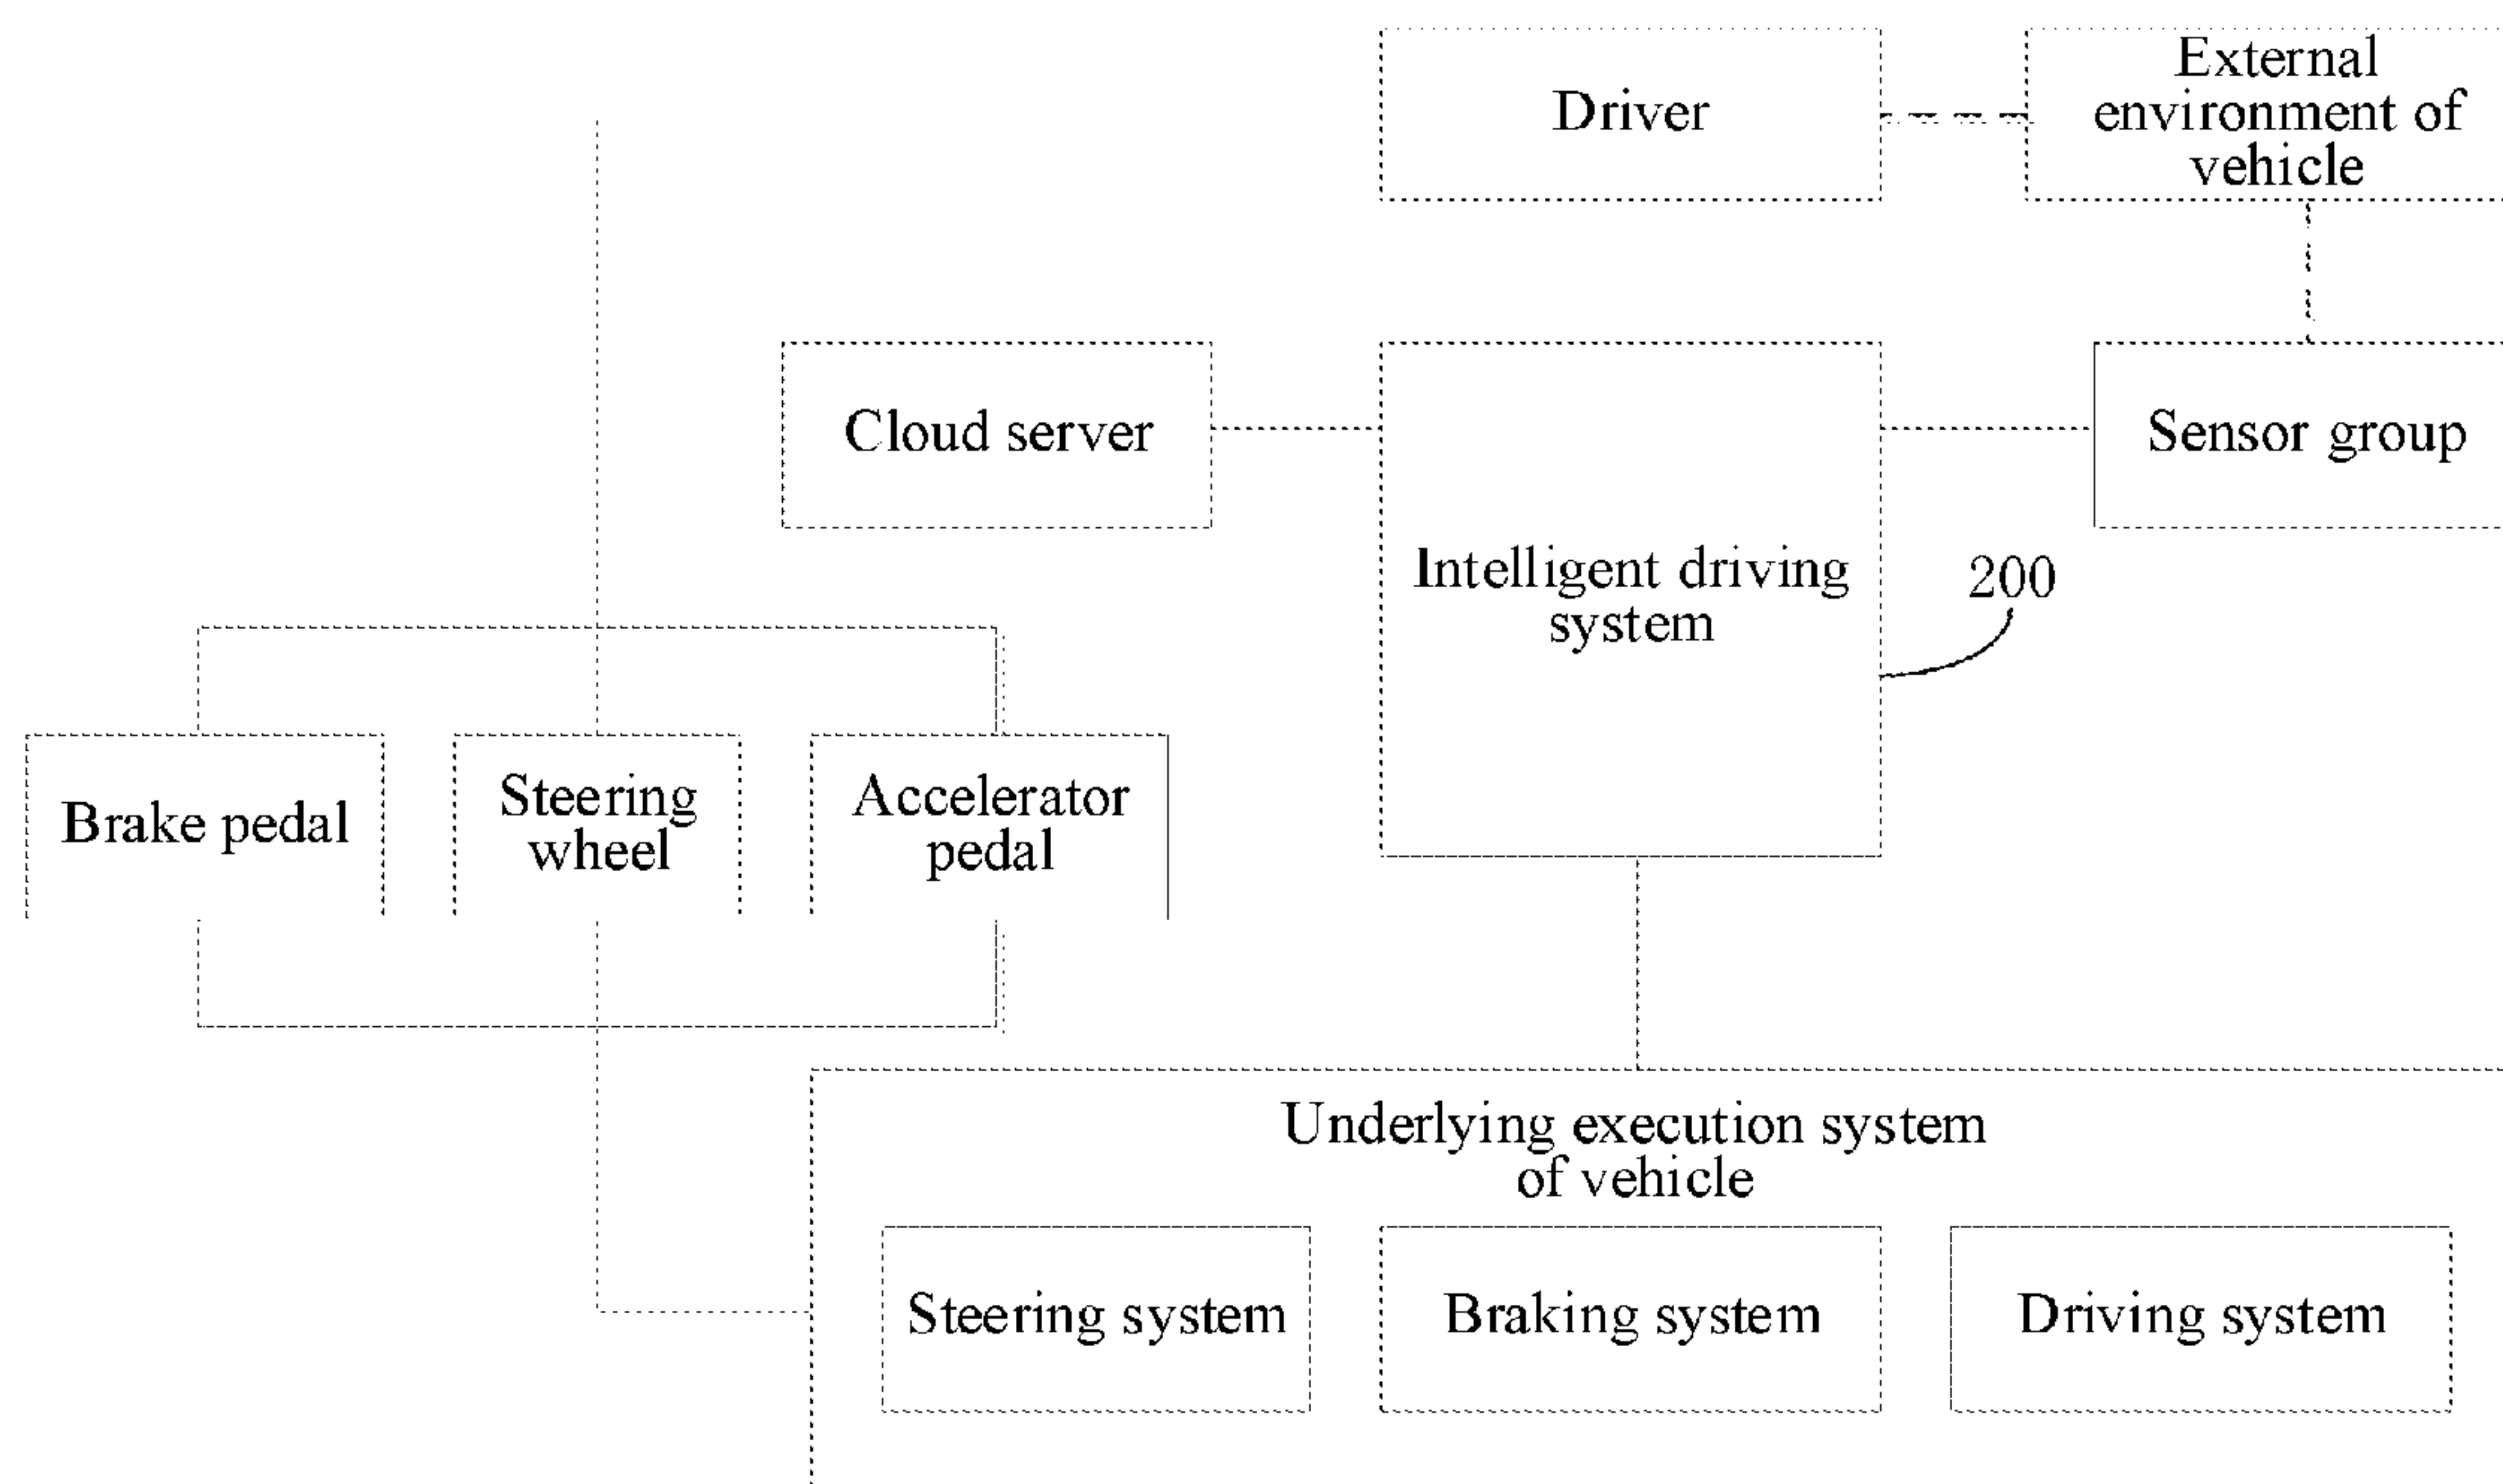 Driver
External
environment of
vehicle
Cloud server
Sensor group
Intelligent driving
system
200
Brake pedal
Steering
wheel
Accelerator
pedal
Underlying execution system
of vehicle
Steering system
Braking system
Driving system